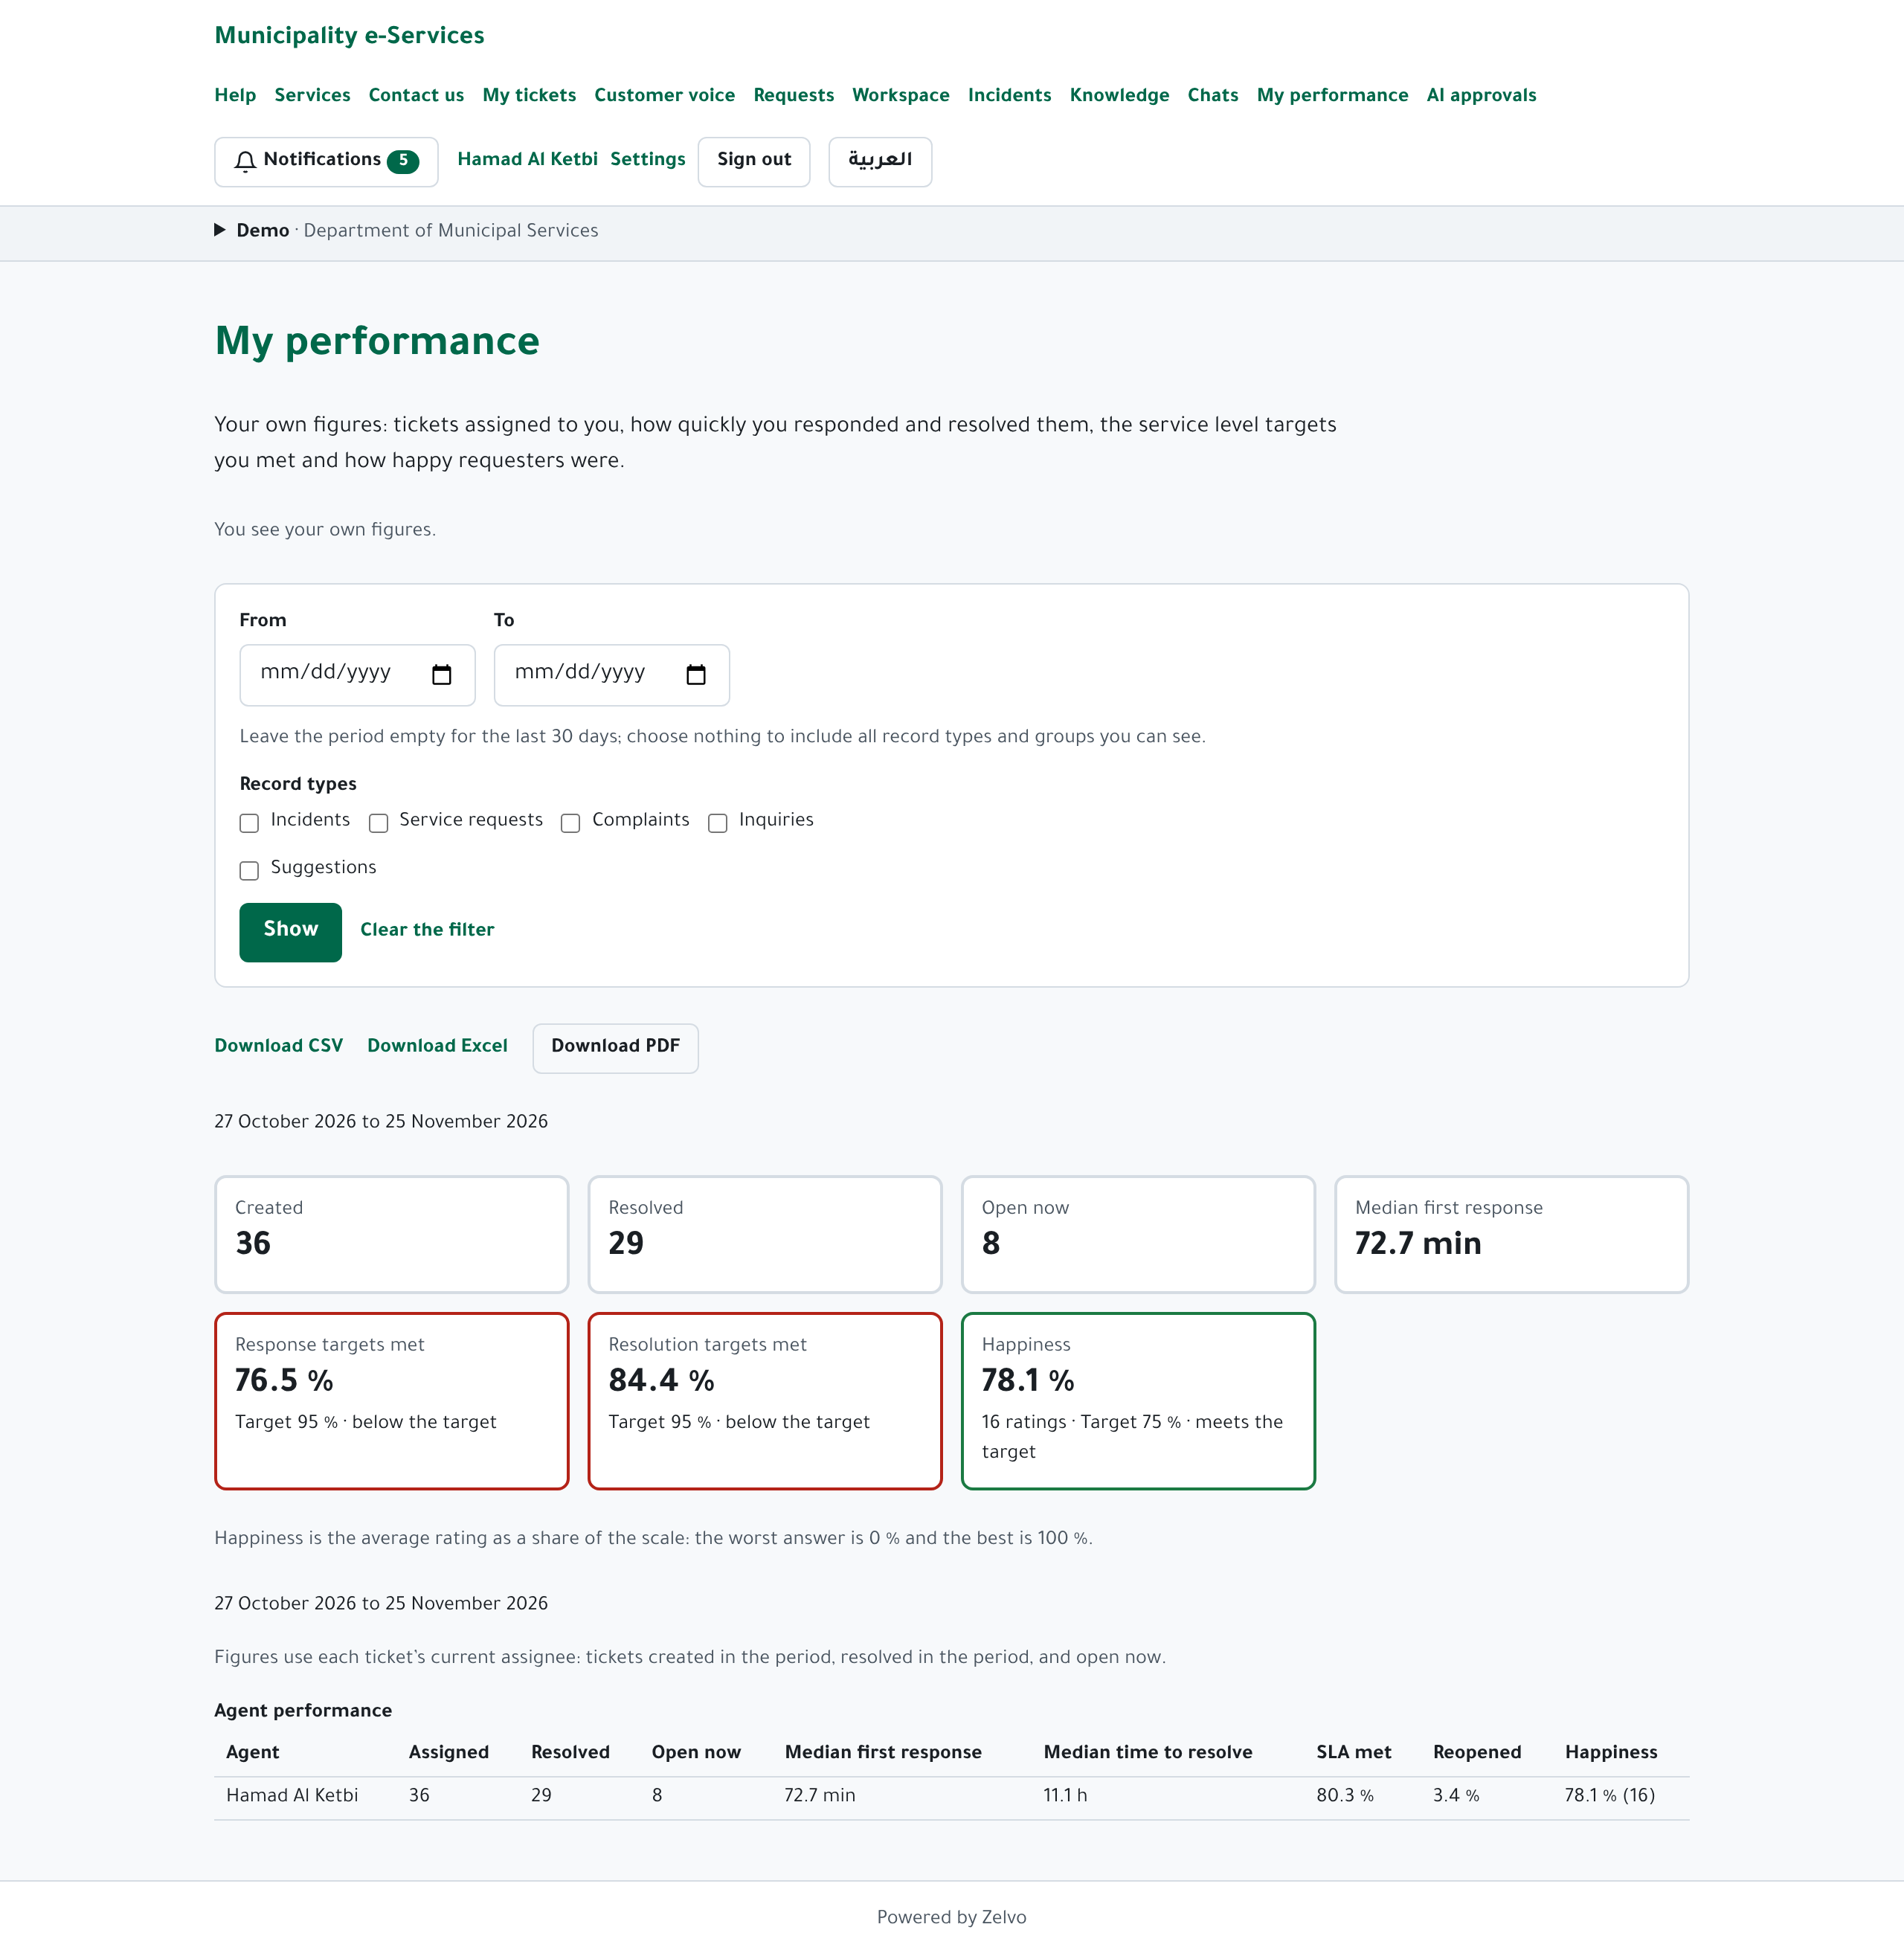 Municipality e-Services
Help Services Contact us My tickets Customer voice Requests Workspace Incidents Knowledge Chats My performance AI approvals
Notifications 5 Hamad Al Ketbi Settings Sign out العربية
Demo · Department of Municipal Services
My performance
Your own figures: tickets assigned to you, how quickly you responded and resolved them, the service level targets
you met and how happy requesters were.
You see your own figures.
From To
mm/dd/yyyy mm/dd/yyyy
Leave the period empty for the last 30 days; choose nothing to include all record types and groups you can see.
Record types
Incidents Service requests Complaints Inquiries
Suggestions
Show Clear the filter
Download CSV Download Excel Download PDF
27 October 2026 to 25 November 2026
Created Resolved Open now Median first response
36 29 8 72.7 min
Response targets met Resolution targets met Happiness
76.5 % 84.4 % 78.1 %
Target 95 % · below the target Target 95 % · below the target 16 ratings · Target 75 % · meets the
target
Happiness is the average rating as a share of the scale: the worst answer is 0 % and the best is 100 %.
27 October 2026 to 25 November 2026
Figures use each ticket’s current assignee: tickets created in the period, resolved in the period, and open now.
Agent performance
Agent Assigned Resolved Open now Median first response Median time to resolve SLA met Reopened Happiness
Hamad Al Ketbi 36 29 8 72.7 min 11.1 h 80.3 % 3.4 % 78.1 % (16)
Powered by Zelvo